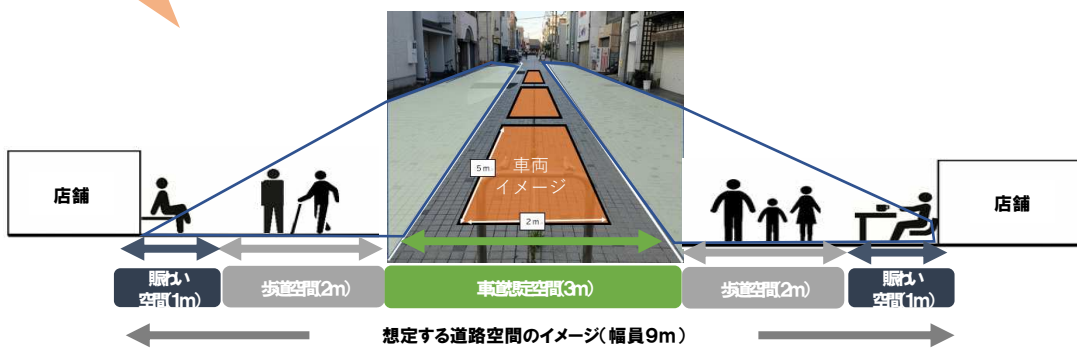 車両
イメージ
5m
2m
店舗
店舗
賑わい
空間(1m)
歩道空間(2m)
車道想定空間(3m)
歩道空間(2m)
賑わい
空間(1m)
想定する道路空間のイメージ(幅員9m)